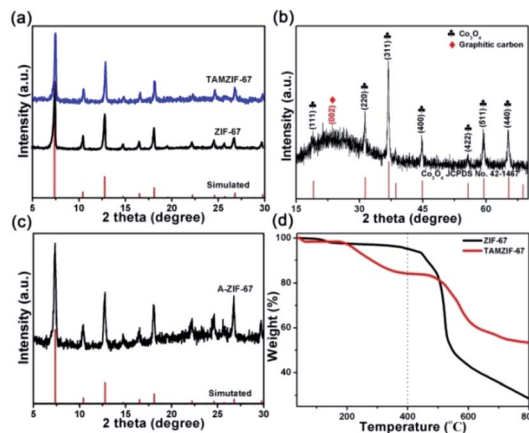 (a)
TAMZIF-67
ZIF-67
Simulated
Intensity (a.u.)
5 10 15 20 25 30
2 theta (degree)
(b)
♣ Co₃O₄
♦ Graphitic carbon
(111)
(002)
(220)
(311)
(400)
(422)
(511)
(440)
Co₃O₄ JCPDS No. 42-1467
Intensity (a.u.)
15 30 45 60
2 theta (degree)
(c)
A-ZIF-67
Simulated
Intensity (a.u.)
5 10 15 20 25 30
2 theta (degree)
(d)
ZIF-67
TAMZIF-67
100
80
60
40
Weight (%)
200 400 600 800
Temperature (°C)